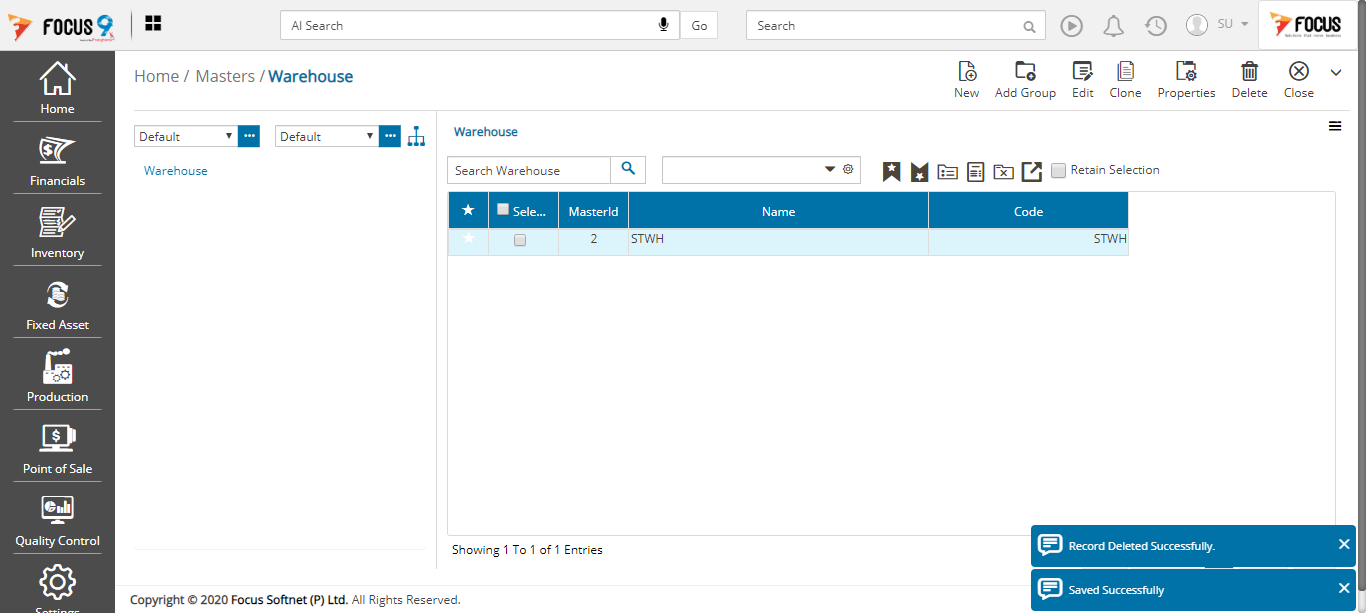 FOCUS 9
AI Search
Go
Search
SU
FOCUS
Home
Financials
Inventory
Fixed Asset
Production
Point of Sale
Quality Control
Settings
Home / Masters / Warehouse
New
Add Group
Edit
Clone
Properties
Delete
Close
Default
Default
Warehouse
Warehouse
Search Warehouse
Retain Selection
Sele...
MasterId
Name
Code
2
STWH
STWH
Showing 1 To 1 of 1 Entries
Record Deleted Successfully.
Saved Successfully
Copyright © 2020 Focus Softnet (P) Ltd. All Rights Reserved.